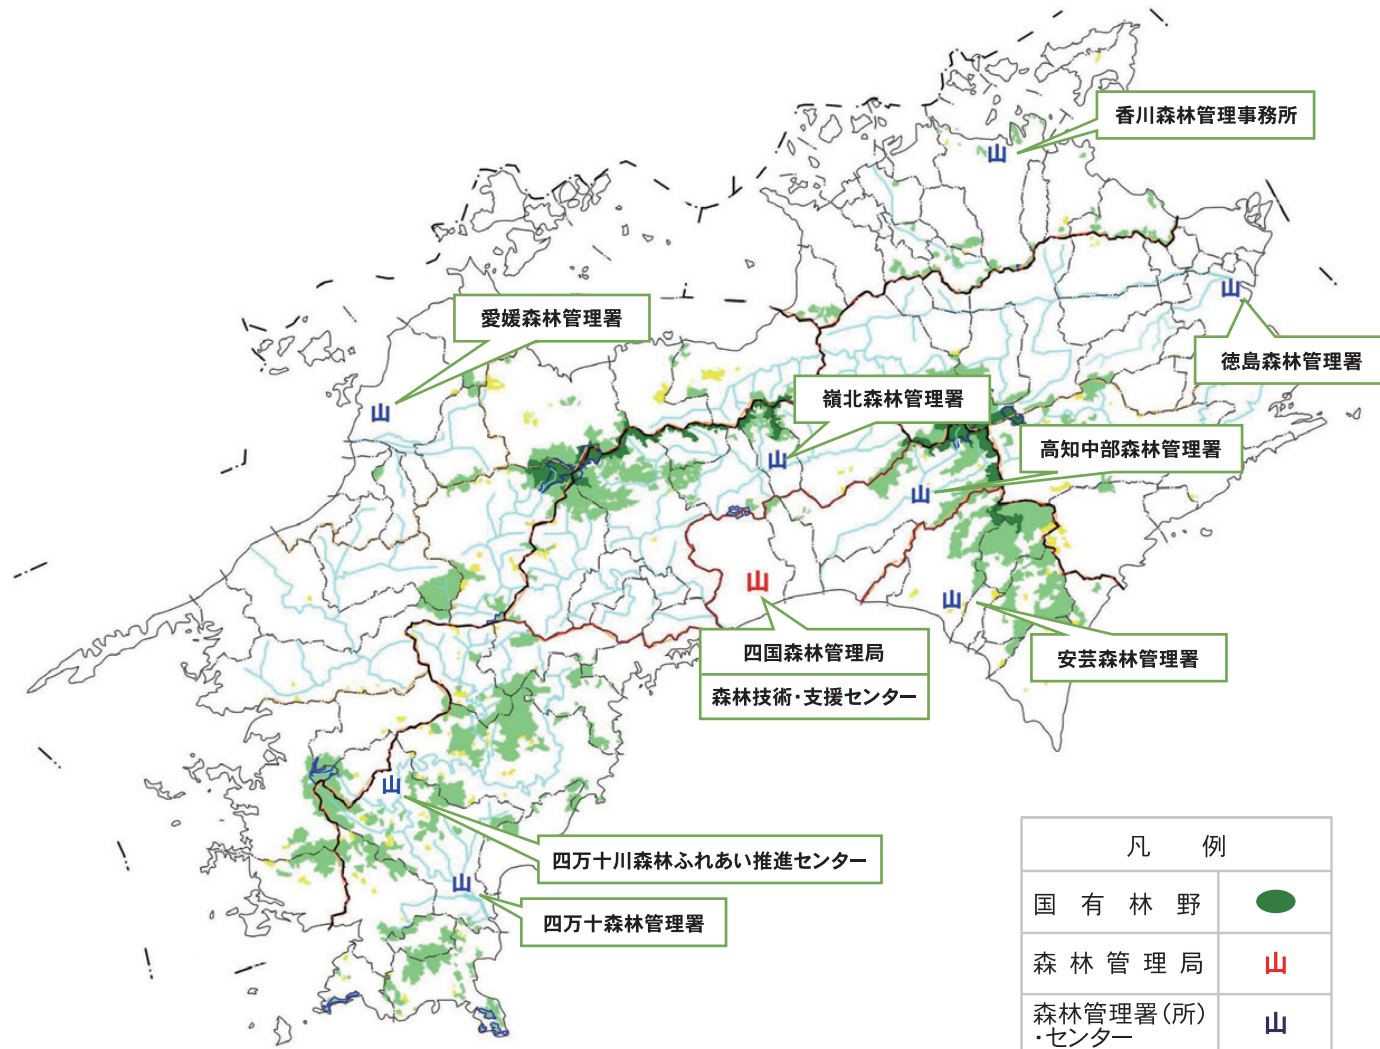 香川森林管理事務所
愛媛森林管理署
徳島森林管理署
嶺北森林管理署
高知中部森林管理署
四国森林管理局
森林技術・支援センター
安芸森林管理署
四万十川森林ふれあい推進センター
四万十森林管理署
凡　例
国有林野
森林管理局
山
森林管理署（所）
・センター
山